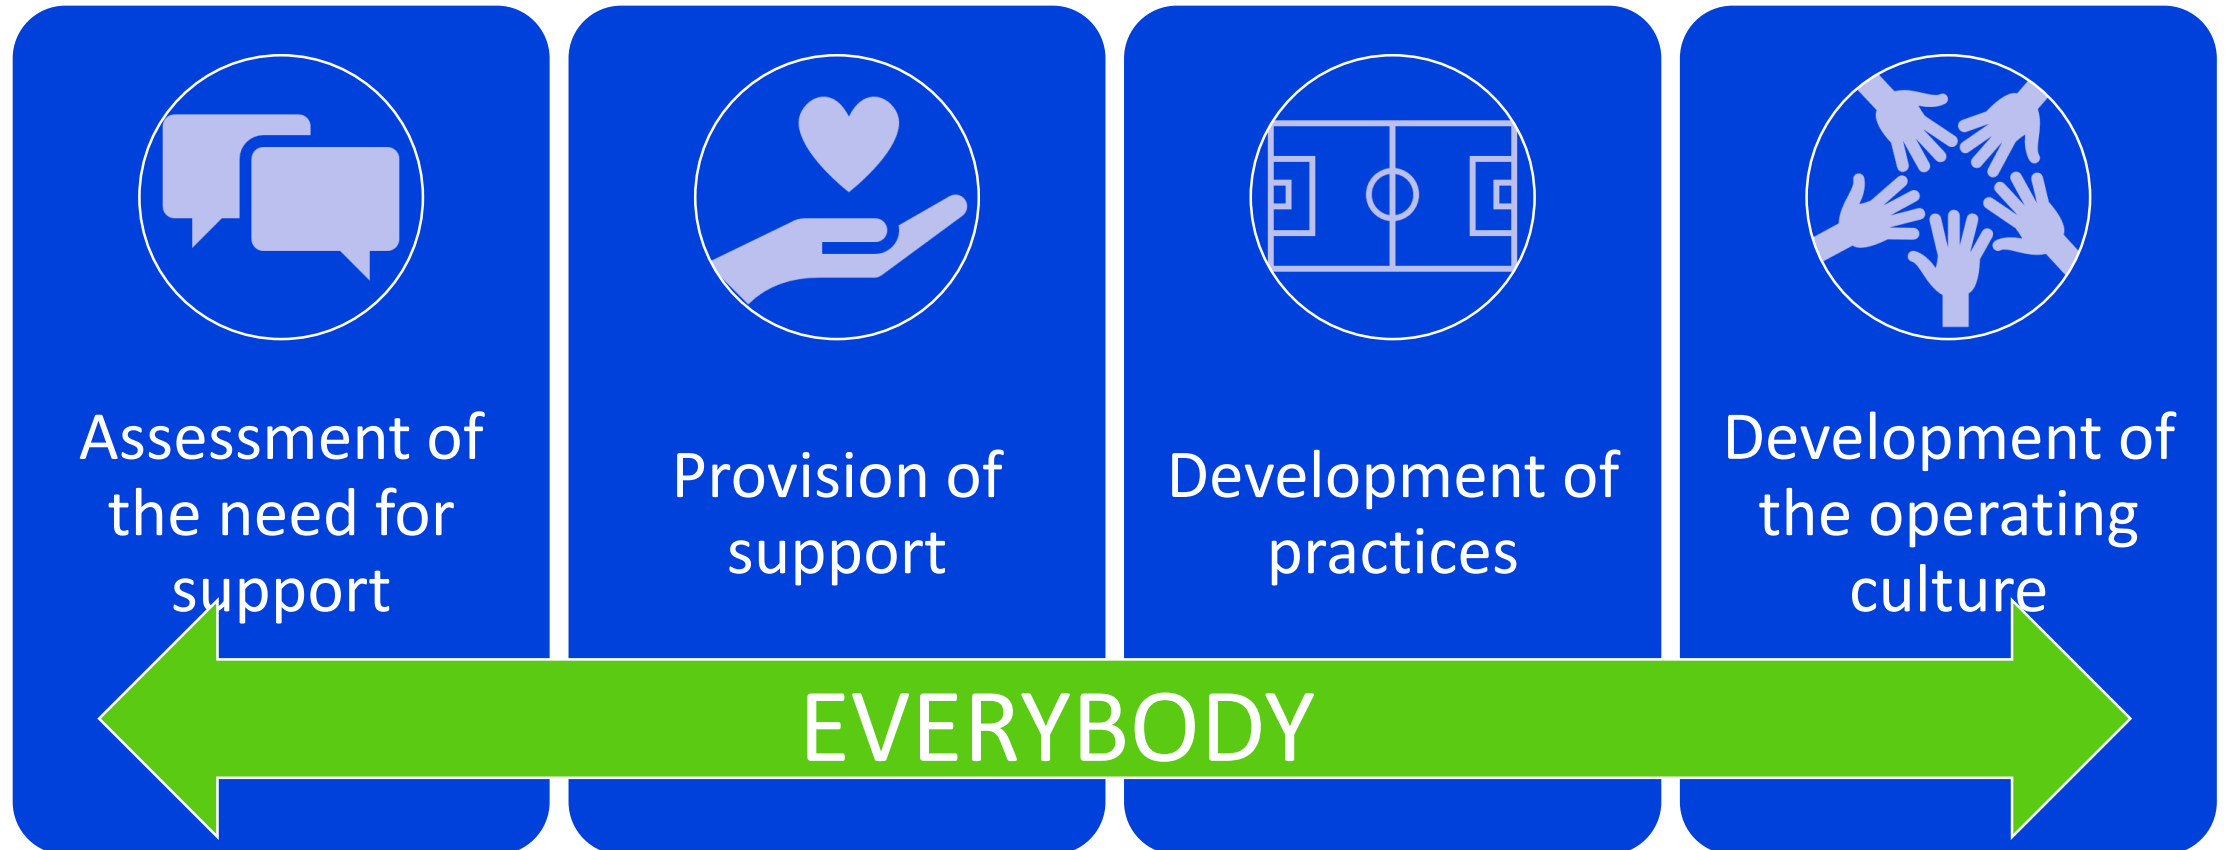 Assessment of
the need for
support
Provision of
support
Development of
practices
Development of
the operating
culture
EVERYBODY